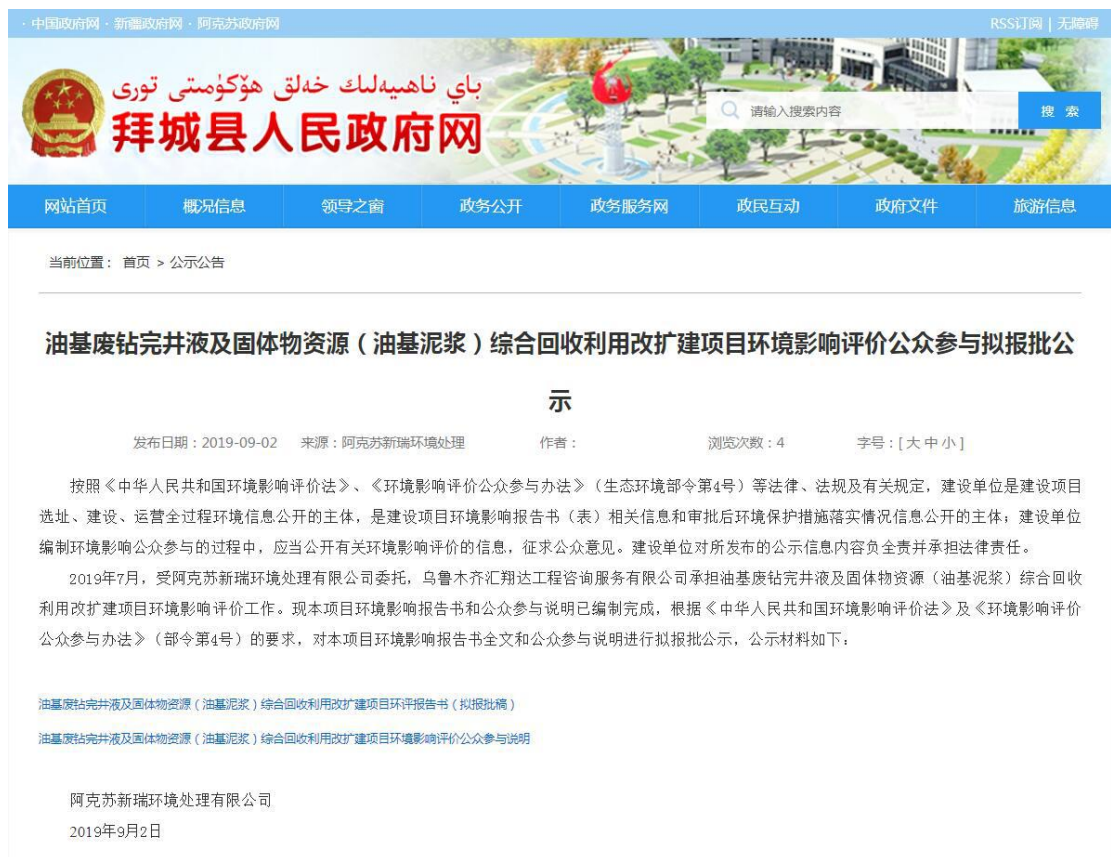 · 中国政府网 · 新疆政府网 · 阿克苏政府网
RSS订阅 | 无障碍
باي ناھىيەلىك خەلق ھۆكۈمىتى تورى
拜城县人民政府网
请输入搜索内容
搜 索
网站首页 概况信息 领导之窗 政务公开 政务服务网 政民互动 政府文件 旅游信息
当前位置： 首页 > 公示公告
油基废钻完井液及固体物资源（油基泥浆）综合回收利用改扩建项目环境影响评价公众参与拟报批公
示
发布日期：2019-09-02 来源：阿克苏新瑞环境处理 作者： 浏览次数：4 字号：[ 大 中 小 ]
按照《中华人民共和国环境影响评价法》、《环境影响评价公众参与办法》（生态环境部令第4号）等法律、法规及有关规定，建设单位是建设项目
选址、建设、运营全过程环境信息公开的主体，是建设项目环境影响报告书（表）相关信息和审批后环境保护措施落实情况信息公开的主体；建设单位
编制环境影响公众参与的过程中，应当公开有关环境影响评价的信息，征求公众意见。建设单位对所发布的公示信息内容负全责并承担法律责任。
2019年7月，受阿克苏新瑞环境处理有限公司委托，乌鲁木齐汇翔达工程咨询服务有限公司承担油基废钻完井液及固体物资源（油基泥浆）综合回收
利用改扩建项目环境影响评价工作。现本项目环境影响报告书和公众参与说明已编制完成，根据《中华人民共和国环境影响评价法》及《环境影响评价
公众参与办法》（部令第4号）的要求，对本项目环境影响报告书全文和公众参与说明进行拟报批公示，公示材料如下：
油基废钻完井液及固体物资源（油基泥浆）综合回收利用改扩建项目环评报告书（拟报批稿）
油基废钻完井液及固体物资源（油基泥浆）综合回收利用改扩建项目环境影响评价公众参与说明
阿克苏新瑞环境处理有限公司
2019年9月2日